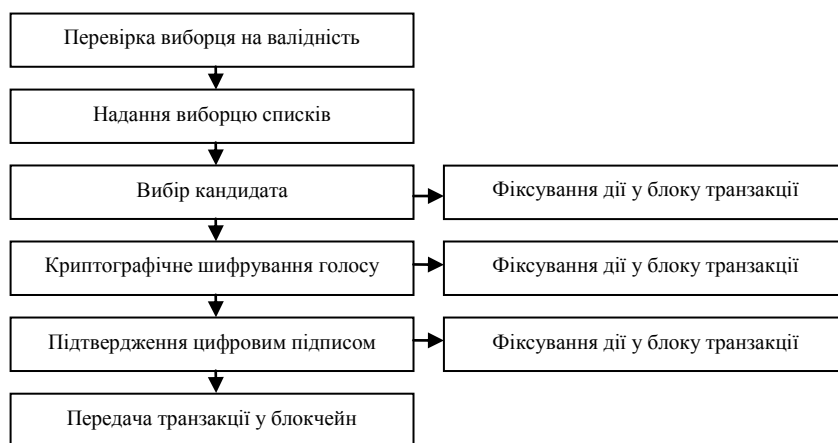 Перевірка виборця на валідність
Надання виборцю списків
Вибір кандидата
Фіксування дії у блоку транзакції
Криптографічне шифрування голосу
Фіксування дії у блоку транзакції
Підтвердження цифровим підписом
Фіксування дії у блоку транзакції
Передача транзакції у блокчейн